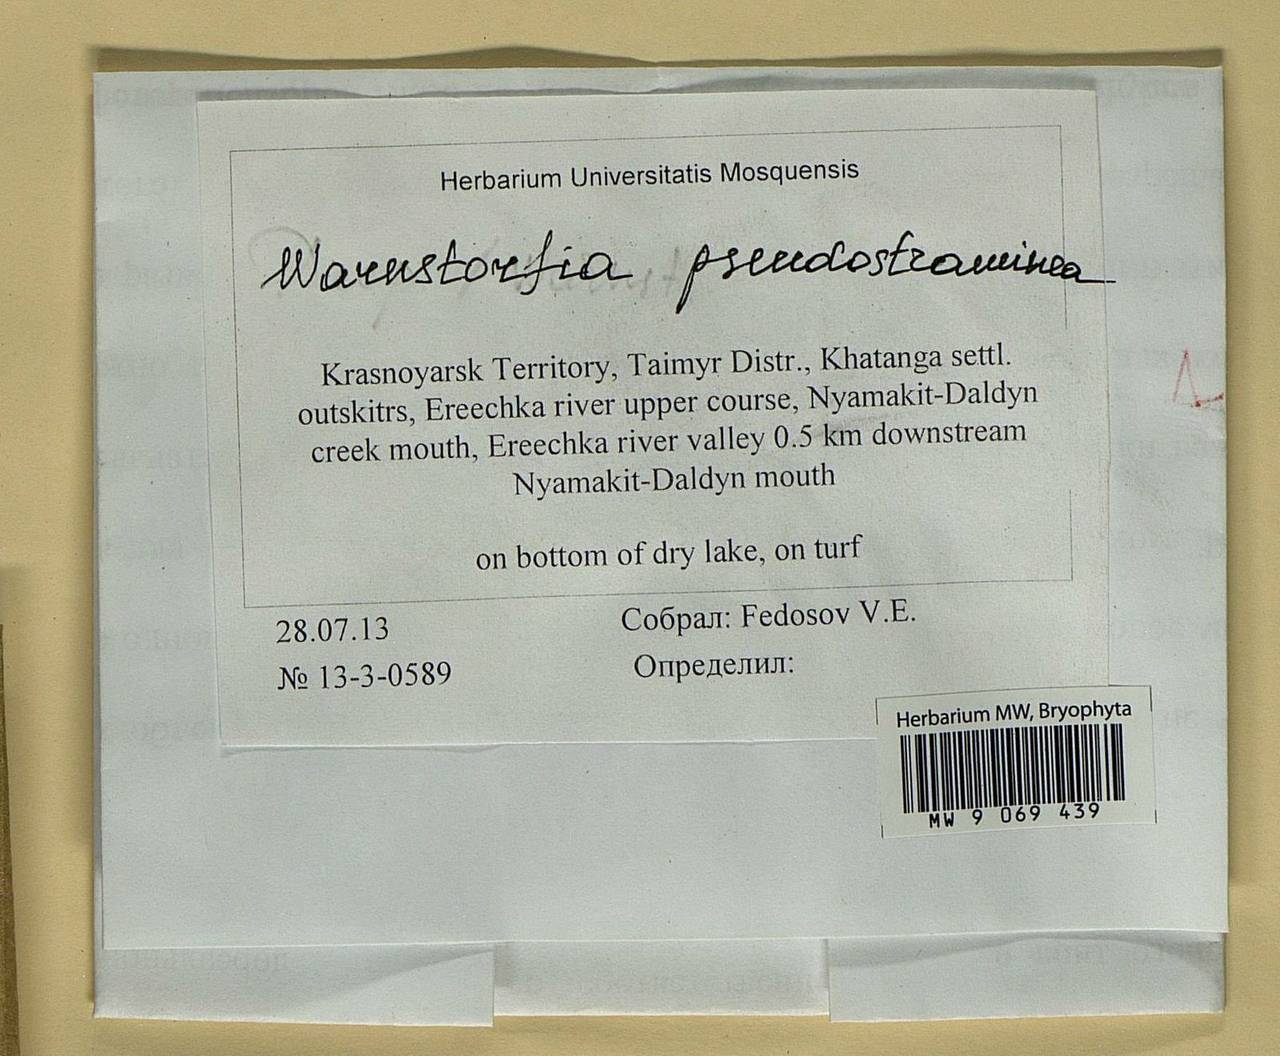 Herbarium Universitatis Mosquensis
Warnstorfia pseudostraminea
Krasnoyarsk Territory, Taimyr Distr., Khatanga settl.
outskitrs, Ereechka river upper course, Nyamakit-Daldyn
creek mouth, Ereechka river valley 0.5 km downstream
Nyamakit-Daldyn mouth
on bottom of dry lake, on turf
28.07.13
Собрал: Fedosov V.E.
№ 13-3-0589
Определил:
Herbarium MW, Bryophyta
MW 9 069 439